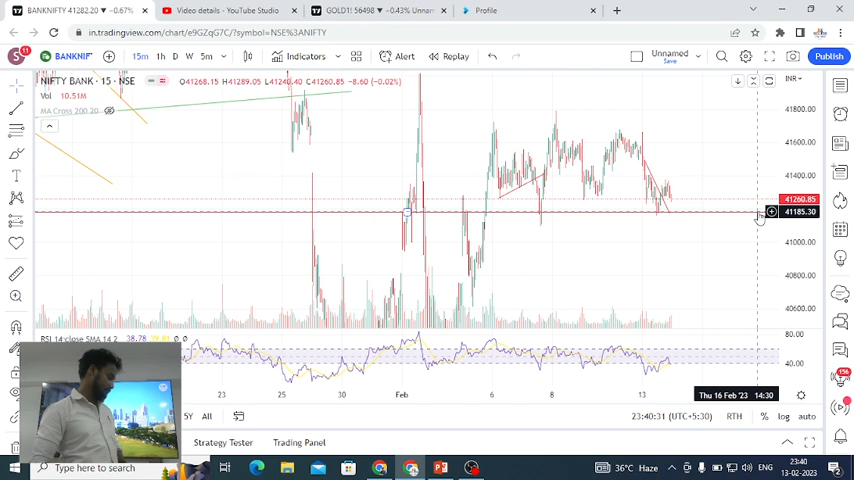 BANKNIFTY 41282.20 ▼ −0.67%
Video details - YouTube Studio
GOLD1! 56498 ▼ −0.43% Unnam
Profile
in.tradingview.com/chart/e9GZqG7C/?symbol=NSE%3ANIFTY
S 11 BANKNIF 15m 1h D W 5m Indicators Alert Replay Unnamed Save Publish
NIFTY BANK · 15 · NSE O41268.15 H41289.05 L41240.40 C41260.85 −8.60 (−0.02%) INR
Vol 10.51M
MA Cross 200 20
41800.00
41600.00
41400.00
41260.85
41185.30
41000.00
40800.00
40600.00
RSI 14 close SMA 14 2 38.78
80.00
40.00
23 25 27 30 Feb 6 8 13 Thu 16 Feb '23 14:30
5Y All 23:40:31 (UTC+5:30) RTH % log auto
Strategy Tester Trading Panel
156
Type here to search
36°C Haze ENG 23:40
13-02-2023 2